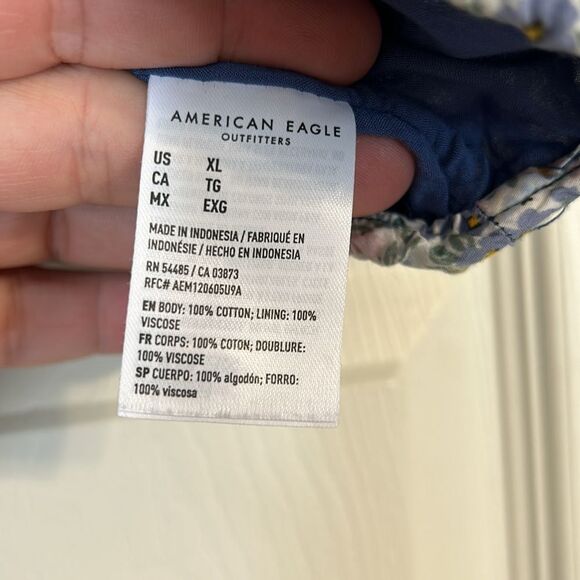 AMERICAN EAGLE
OUTFITTERS
US XL
CA TG
MX EXG
MADE IN INDONESIA / FABRIQUÉ EN
INDONÉSIE / HECHO EN INDONESIA
RN 54485 / CA 03873
RFC# AEM120605U9A
EN BODY: 100% COTTON; LINING: 100%
VISCOSE
FR CORPS: 100% COTON; DOUBLURE:
100% VISCOSE
SP CUERPO: 100% algodón; FORRO:
100% viscosa